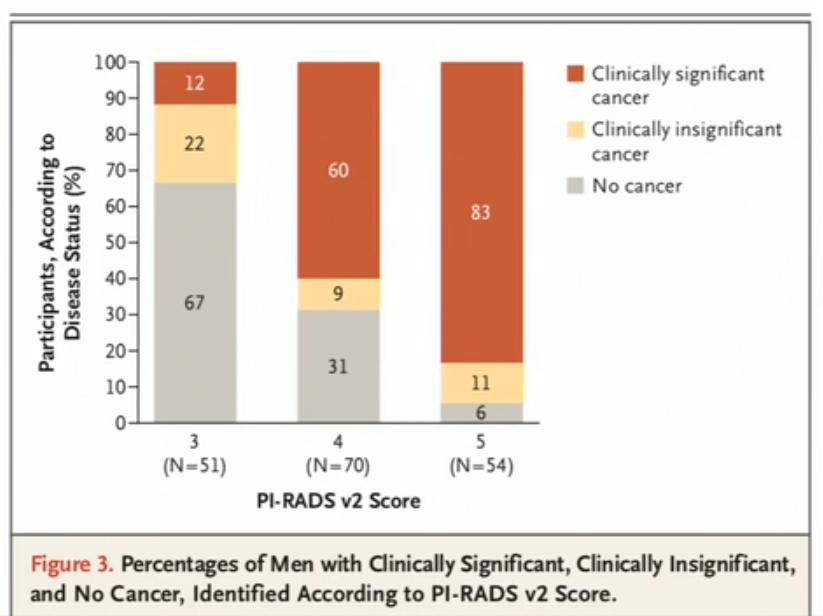 100
90
80
70
60
50
40
30
20
10
0
Participants, According to
Disease Status (%)
12
22
67
60
9
31
83
11
6
3
(N=51)
4
(N=70)
5
(N=54)
PI-RADS v2 Score
Clinically significant
cancer
Clinically insignificant
cancer
No cancer
Figure 3. Percentages of Men with Clinically Significant, Clinically Insignificant,
and No Cancer, Identified According to PI-RADS v2 Score.